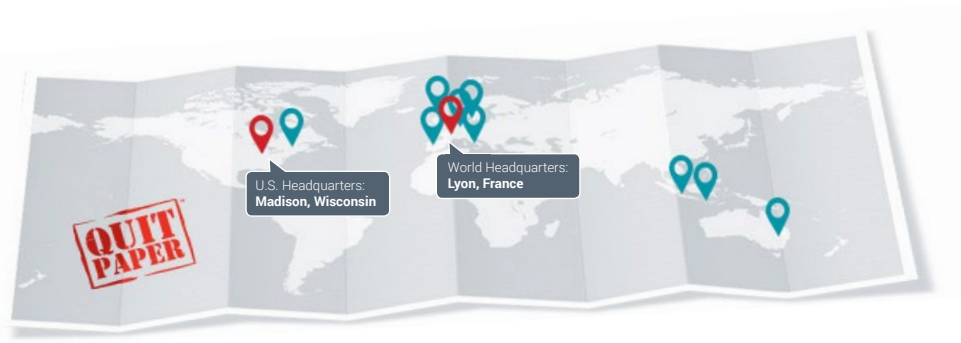 U.S. Headquarters:
Madison, Wisconsin
World Headquarters:
Lyon, France
QUIT
PAPER